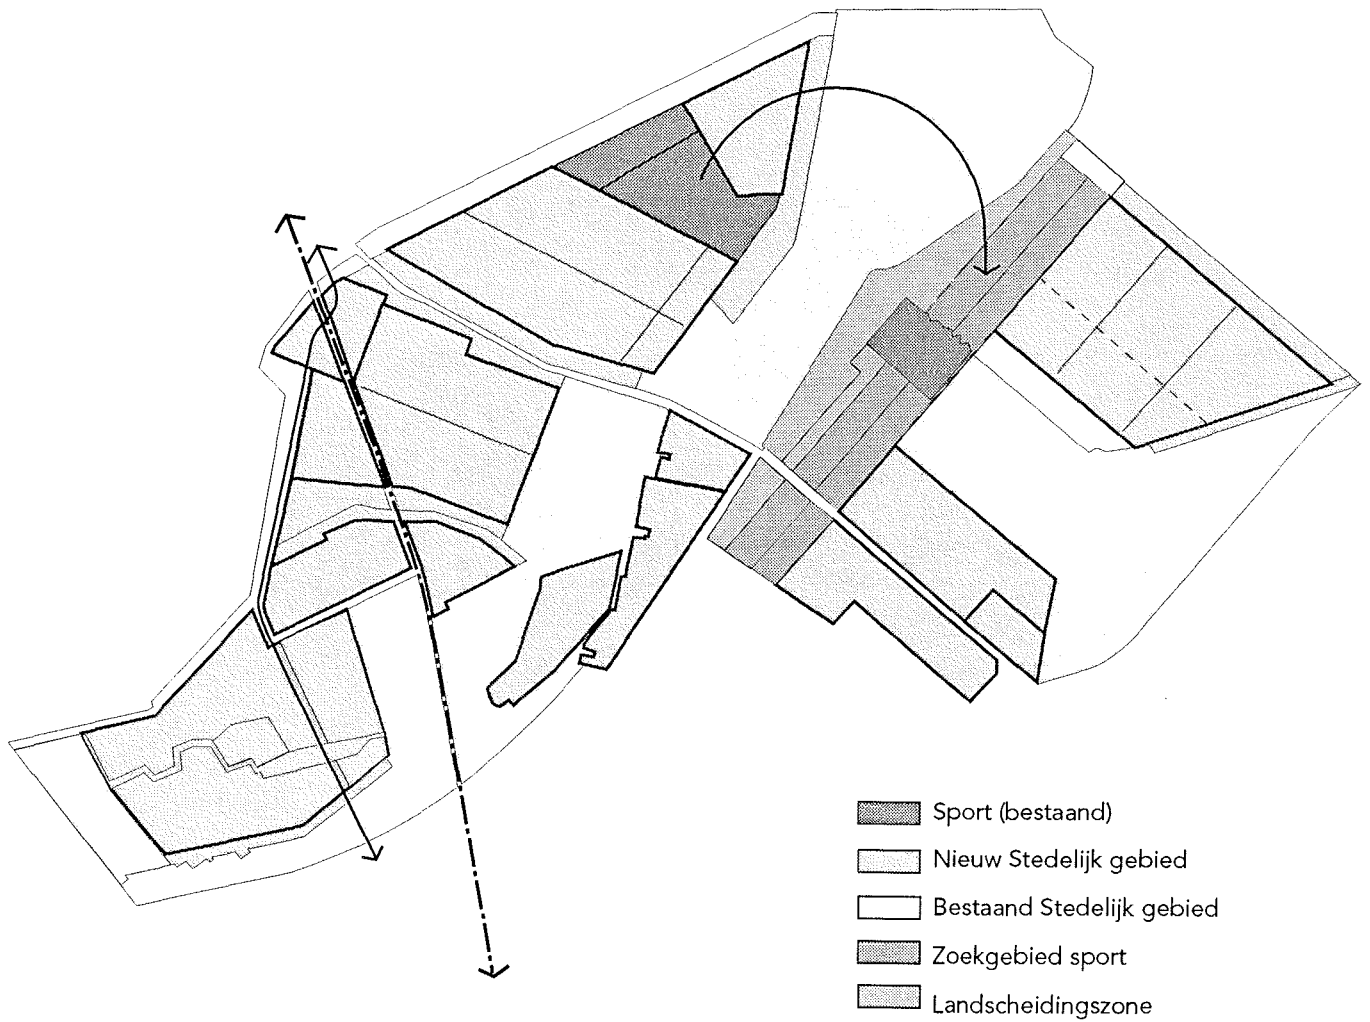 Sport (bestaand)
Nieuw Stedelijk gebied
Bestaand Stedelijk gebied
Zoekgebied sport
Landscheidingszone